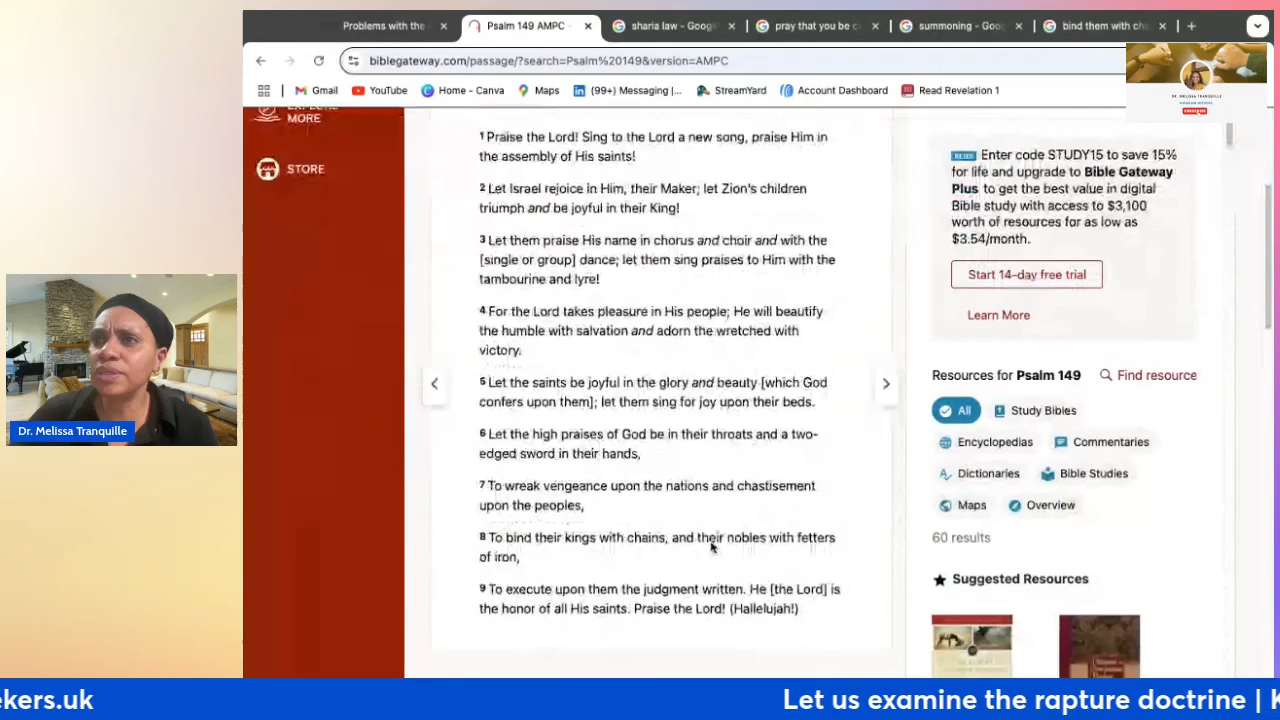 Problems with the
Psalm 149 AMPC
sharia law - Goog
pray that you be c
summoning - Goo
bind them with ch
biblegateway.com/passage/?search=Psalm%20149&version=AMPC
Gmail
YouTube
Home - Canva
Maps
(99+) Messaging |...
StreamYard
Account Dashboard
Read Revelation 1
DR. MELISSA TRANQUILLE
EXPLORE
MORE
STORE
1 Praise the Lord! Sing to the Lord a new song, praise Him in
the assembly of His saints!
2 Let Israel rejoice in Him, their Maker; let Zion's children
triumph and be joyful in their King!
3 Let them praise His name in chorus and choir and with the
[single or group] dance; let them sing praises to Him with the
tambourine and lyre!
4 For the Lord takes pleasure in His people; He will beautify
the humble with salvation and adorn the wretched with
victory.
5 Let the saints be joyful in the glory and beauty [which God
confers upon them]; let them sing for joy upon their beds.
6 Let the high praises of God be in their throats and a two-
edged sword in their hands,
7 To wreak vengeance upon the nations and chastisement
upon the peoples,
8 To bind their kings with chains, and their nobles with fetters
of iron,
9 To execute upon them the judgment written. He [the Lord] is
the honor of all His saints. Praise the Lord! (Hallelujah!)
Enter code STUDY15 to save 15%
for life and upgrade to Bible Gateway
Plus to get the best value in digital
Bible study with access to $3,100
worth of resources for as low as
$3.54/month.
Start 14-day free trial
Learn More
Resources for Psalm 149
Find resource
All
Study Bibles
Encyclopedias
Commentaries
Dictionaries
Bible Studies
Maps
Overview
60 results
Suggested Resources
Dr. Melissa Tranquille
ekers.uk
Let us examine the rapture doctrine | K